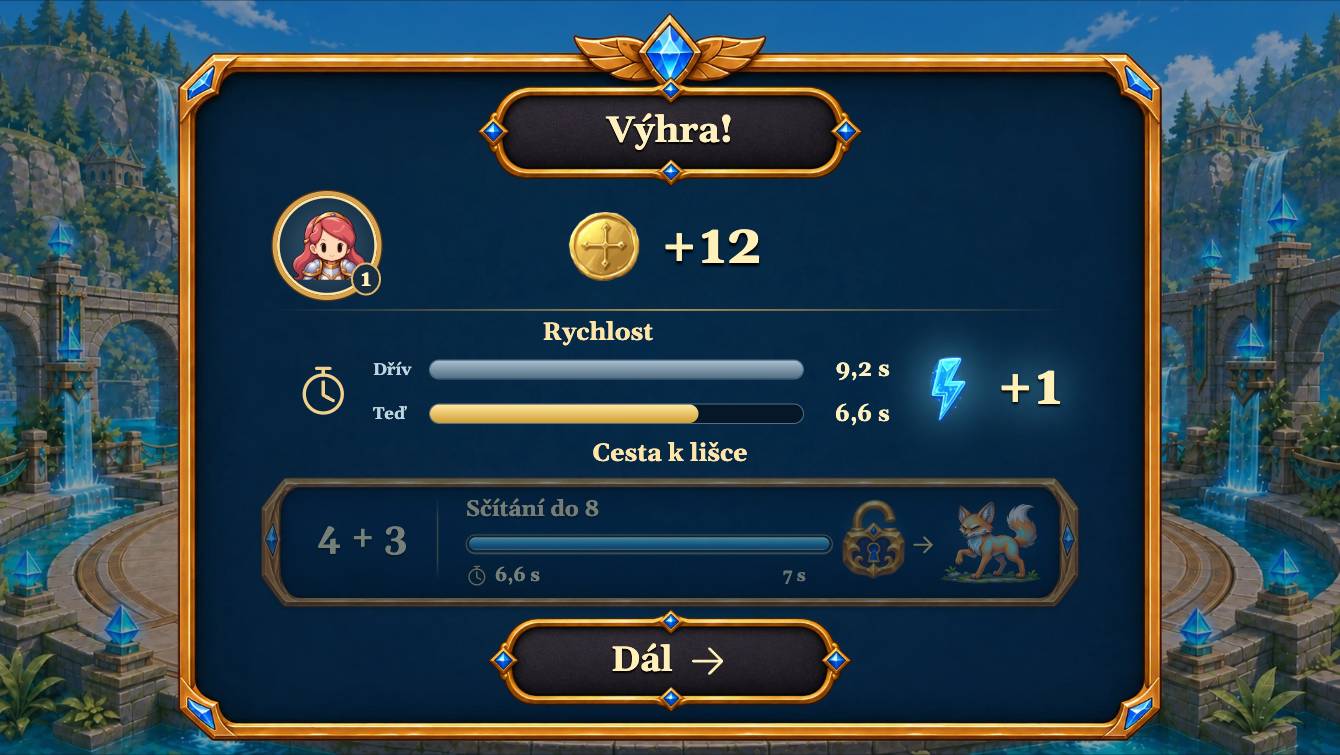 Výhra!
1
+12
Rychlost
Dřív 9,2 s
+1
Teď 6,6 s
Cesta k lišce
Sčítání do 8
4 + 3
6,6 s 7 s
Dál →